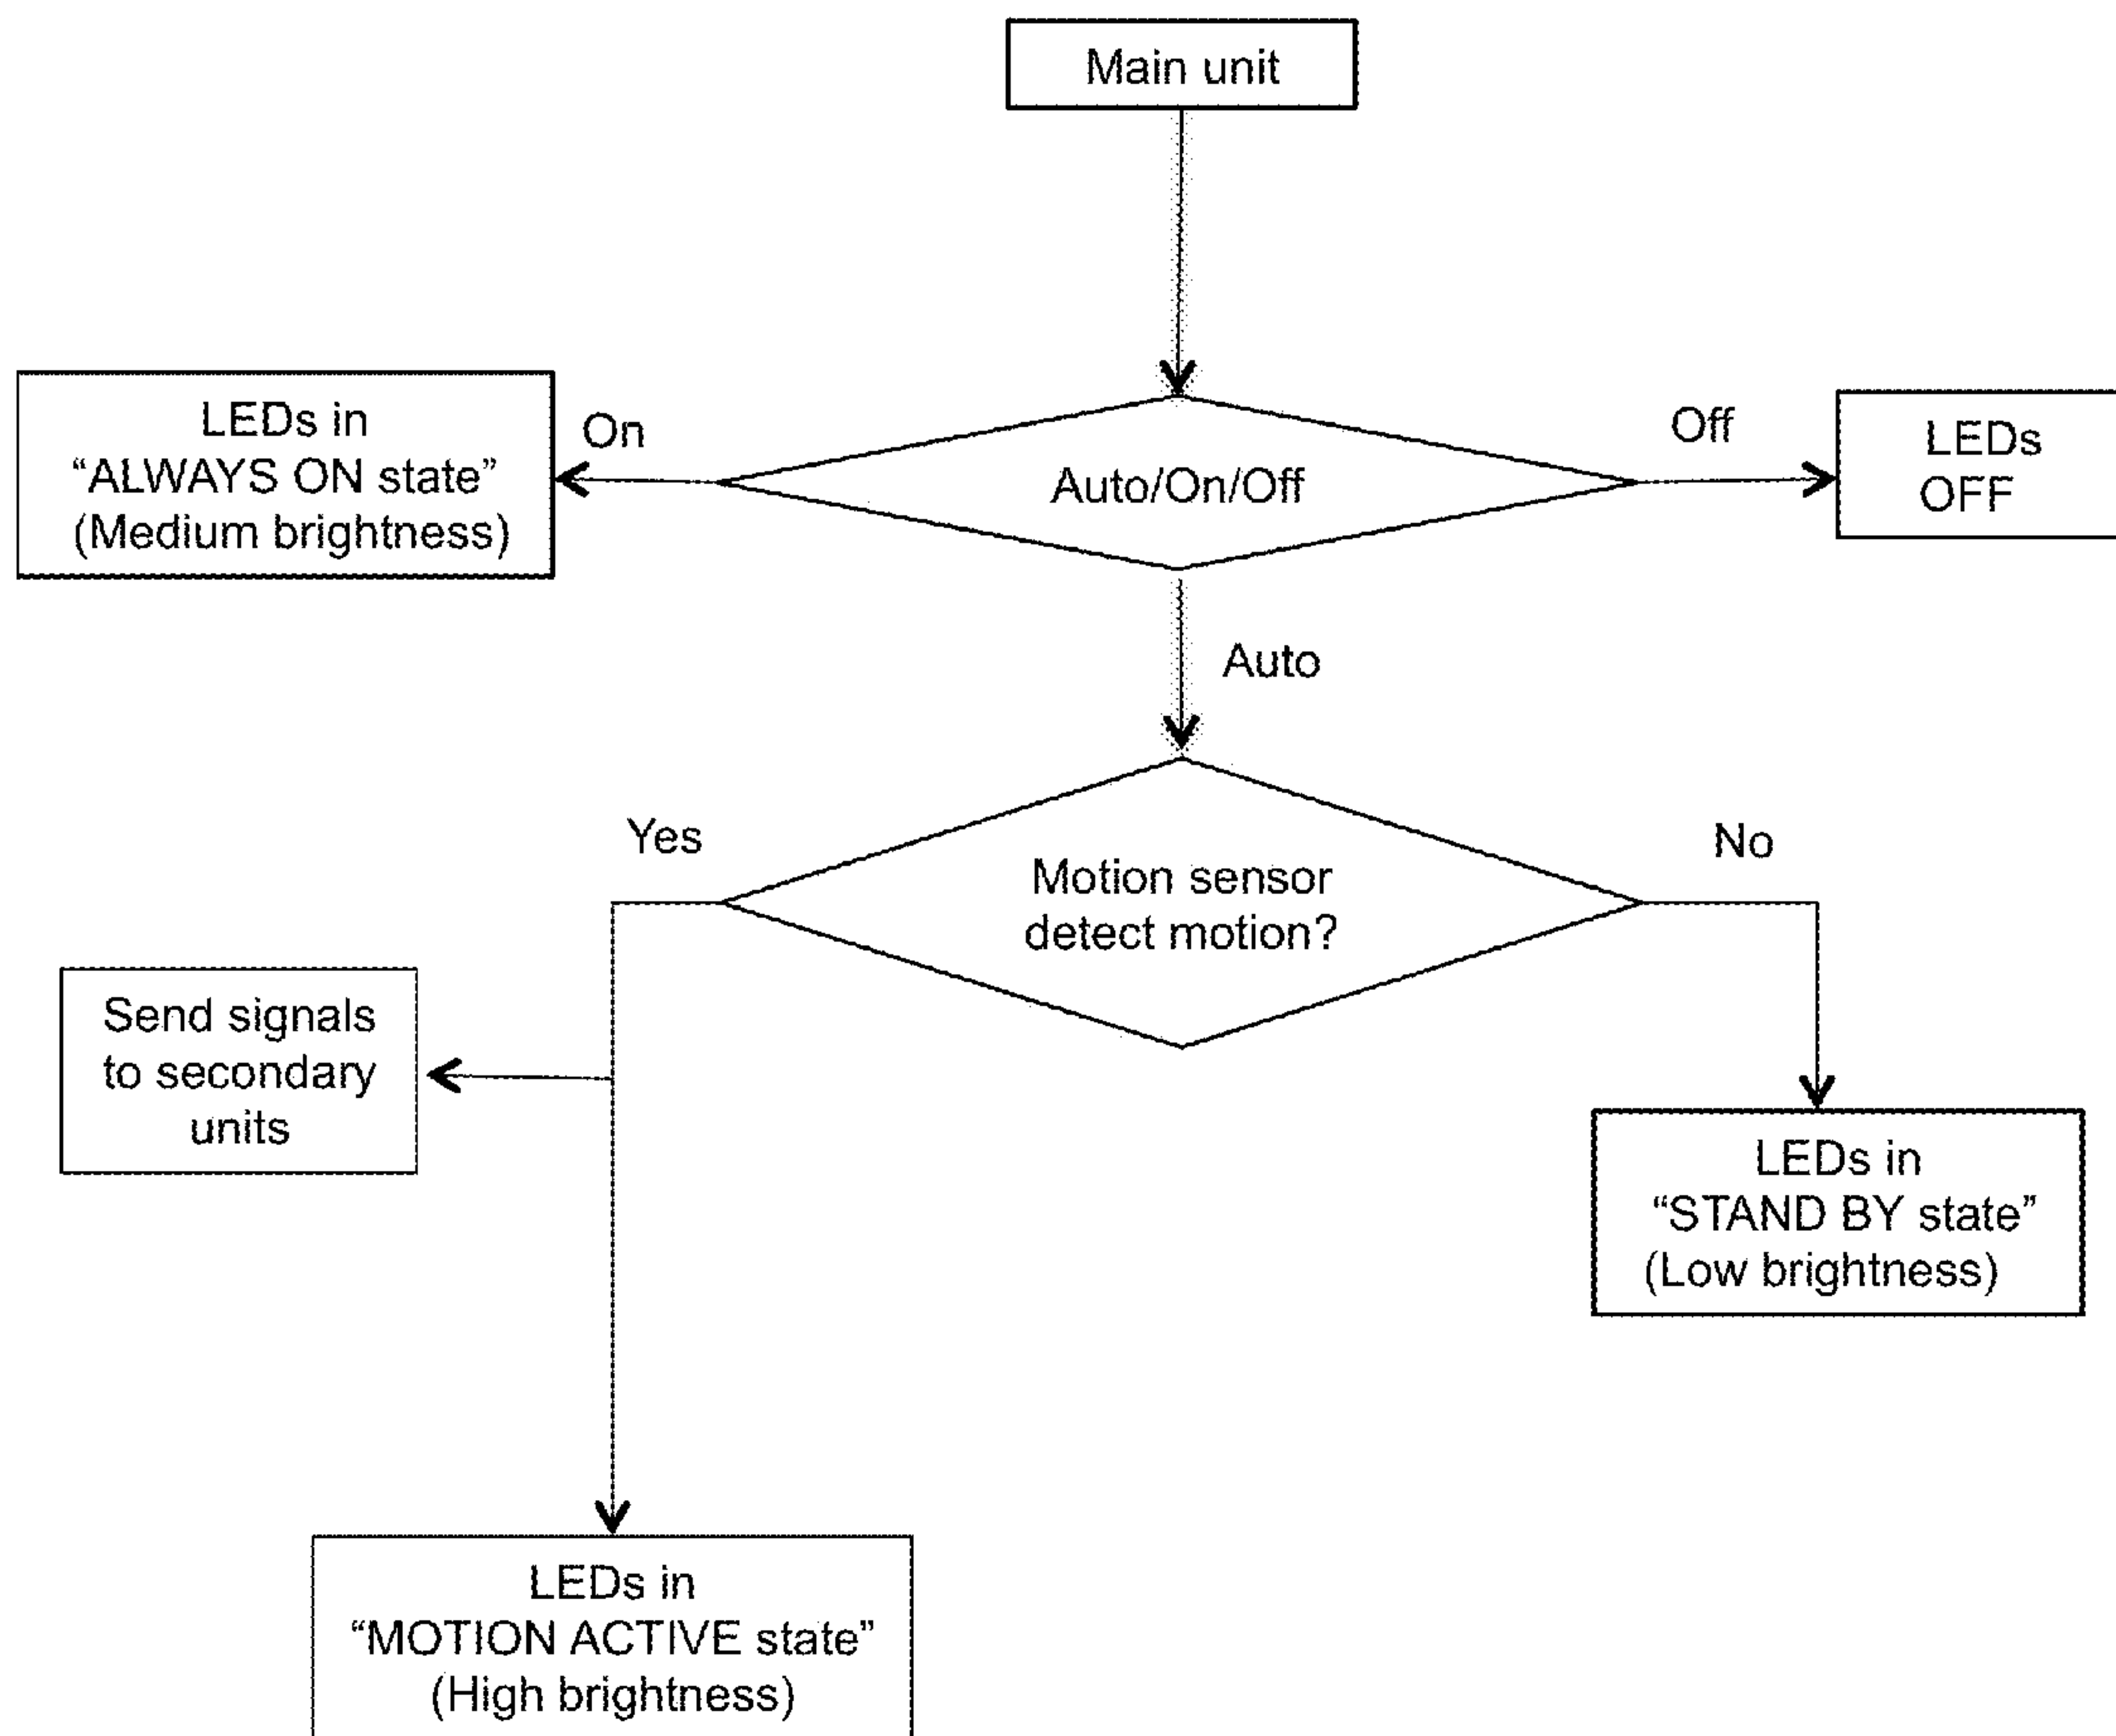 Main unit
LEDs in
“ALWAYS ON state”
(Medium brightness)
On
Auto/On/Off
Off
LEDs
OFF
Auto
Yes
Motion sensor
detect motion?
No
Send signals
to secondary
units
LEDs in
“STAND BY state”
(Low brightness)
LEDs in
“MOTION ACTIVE state”
(High brightness)